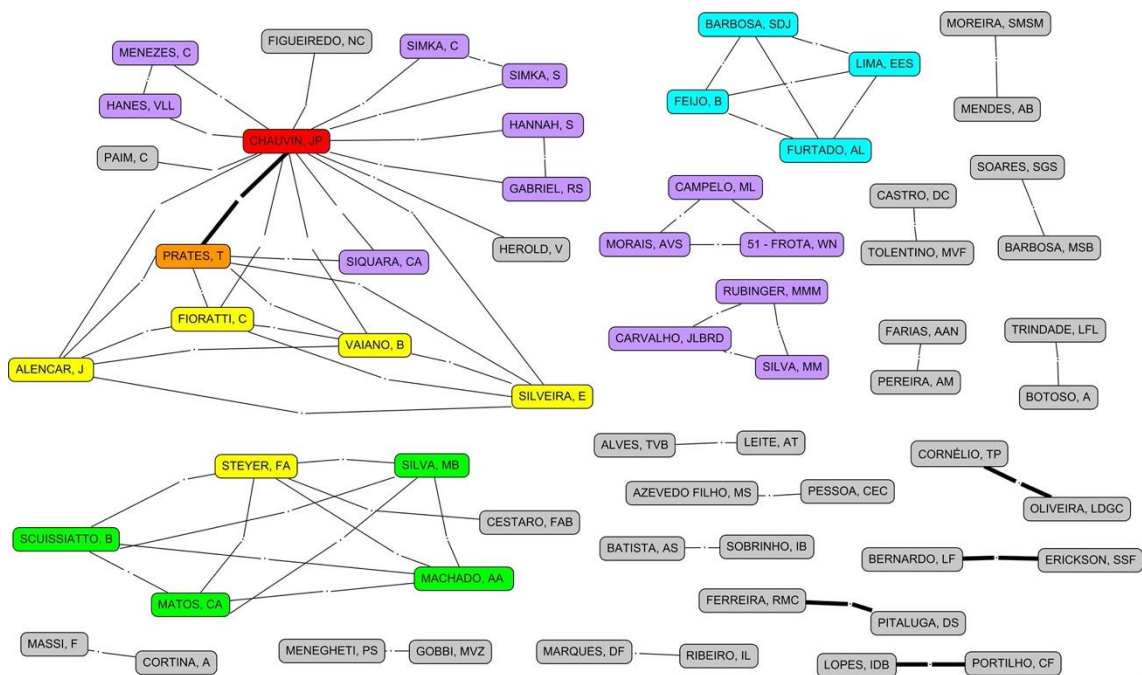 BARBOSA, SDJ
MOREIRA, SMSM
FIGUEIREDO, NC
SIMKA, C
MENEZES, C
LIMA, EES
SIMKA, S
FEIJO, B
HANES, VLL
MENDES, AB
HANNAH, S
CHAUVIN, JP
FURTADO, AL
PAIM, C
SOARES, SGS
GABRIEL, RS
CAMPELO, ML
CASTRO, DC
HEROLD, V
MORAIS, AVS
51 - FROTA, WN
BARBOSA, MSB
TOLENTINO, MVF
PRATES, T
SIQUARA, CA
RUBINGER, MMM
FIORATTI, C
FARIAS, AAN
TRINDADE, LFL
CARVALHO, JLBRD
VAIANO, B
ALENCAR, J
SILVA, MM
PEREIRA, AM
SILVEIRA, E
BOTOSO, A
ALVES, TVB
LEITE, AT
CORNÉLIO, TP
STEYER, FA
SILVA, MB
AZEVEDO FILHO, MS
PESSOA, CEC
OLIVEIRA, LDGC
CESTARO, FAB
SCUISSIATTO, B
BATISTA, AS
SOBRINHO, IB
BERNARDO, LF
ERICKSON, SSF
MACHADO, AA
MATOS, CA
FERREIRA, RMC
PITALUGA, DS
MASSI, F
MENEGHETI, PS
GOBBI, MVZ
MARQUES, DF
RIBEIRO, IL
CORTINA, A
LOPES, IDB
PORTILHO, CF